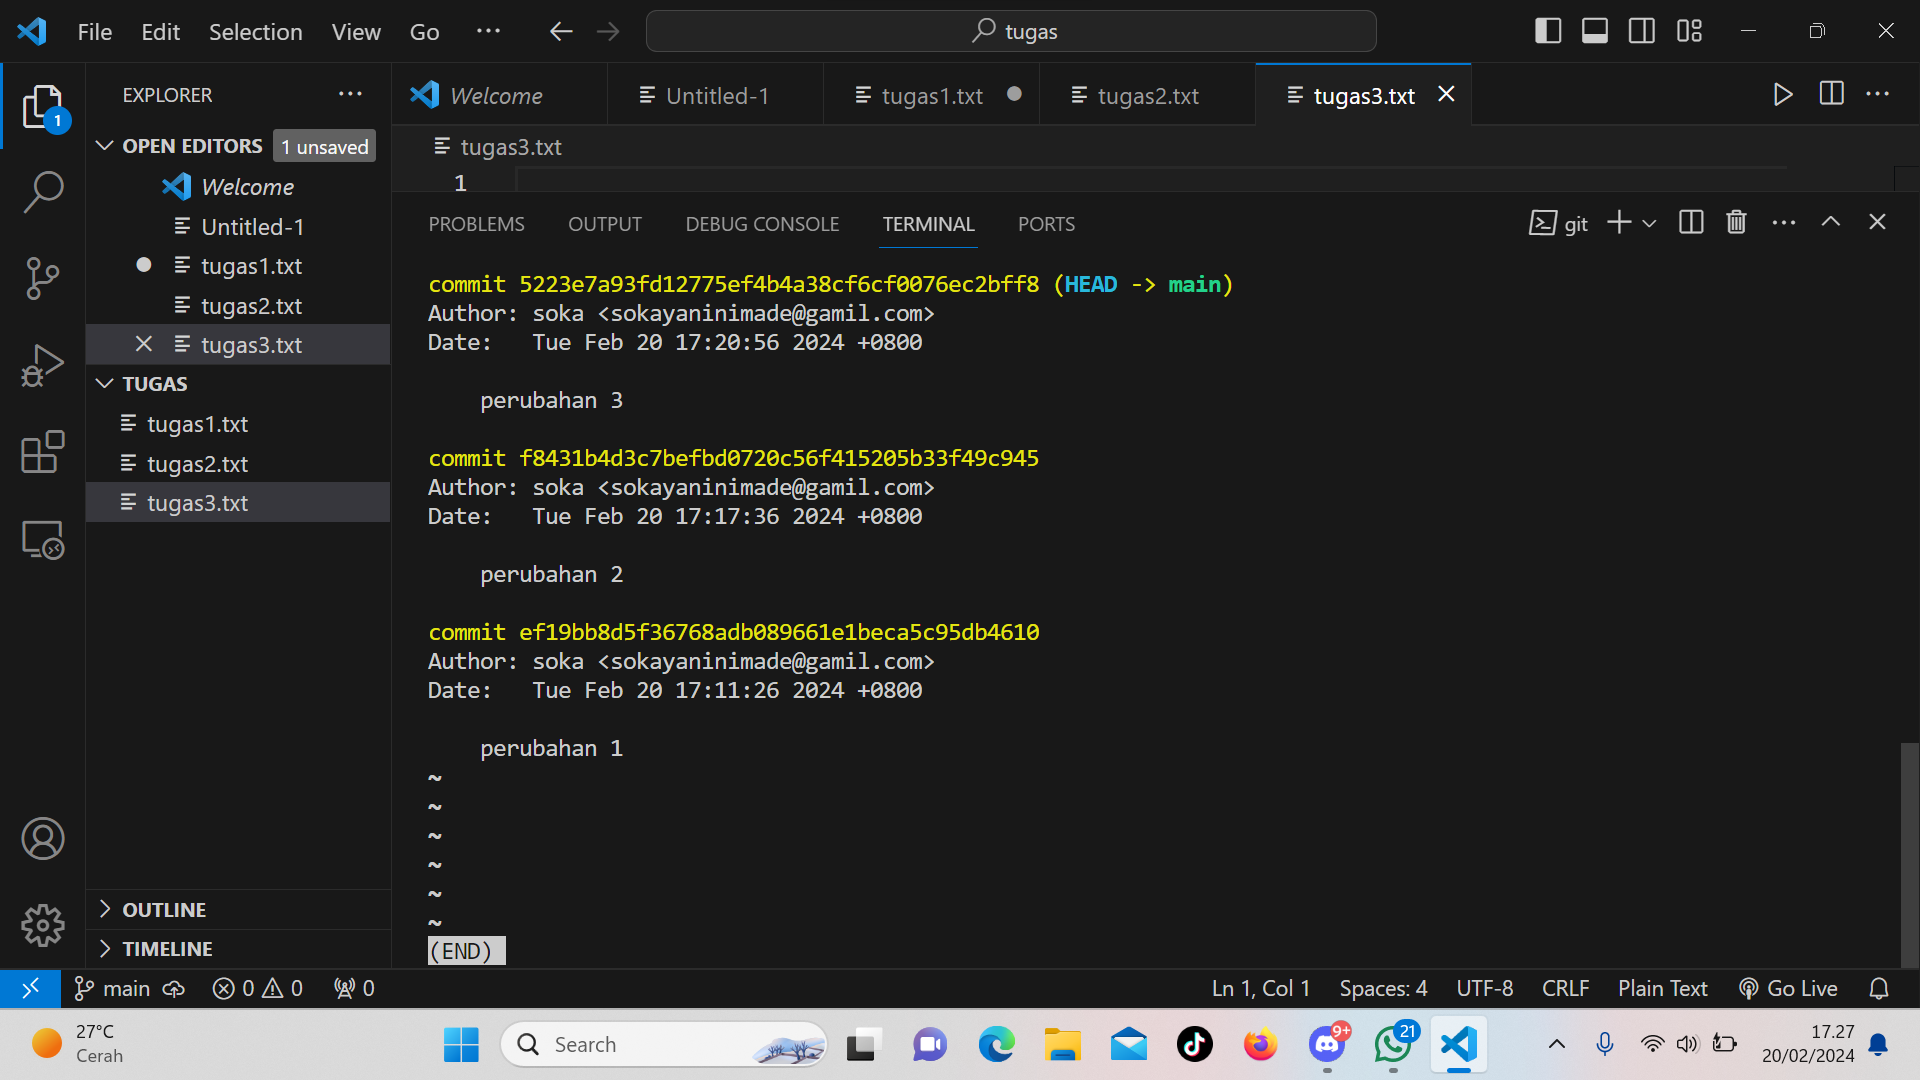 File Edit Selection View Go ··· tugas
EXPLORER ···
Welcome Untitled-1 tugas1.txt tugas2.txt tugas3.txt
1
OPEN EDITORS 1 unsaved
Welcome
Untitled-1
tugas1.txt
tugas2.txt
tugas3.txt
TUGAS
tugas1.txt
tugas2.txt
tugas3.txt
OUTLINE
TIMELINE
tugas3.txt
1
PROBLEMS OUTPUT DEBUG CONSOLE TERMINAL PORTS git
commit 5223e7a93fd12775ef4b4a38cf6cf0076ec2bff8 (HEAD -> main)
Author: soka <sokayaninimade@gamil.com>
Date:   Tue Feb 20 17:20:56 2024 +0800
perubahan 3
commit f8431b4d3c7befbd0720c56f415205b33f49c945
Author: soka <sokayaninimade@gamil.com>
Date:   Tue Feb 20 17:17:36 2024 +0800
perubahan 2
commit ef19bb8d5f36768adb089661e1beca5c95db4610
Author: soka <sokayaninimade@gamil.com>
Date:   Tue Feb 20 17:11:26 2024 +0800
perubahan 1
~
~
~
~
~
~
(END)
main 0 0 0 Ln 1, Col 1 Spaces: 4 UTF-8 CRLF Plain Text Go Live
27°C
Cerah
Search
9+
21
17.27
20/02/2024